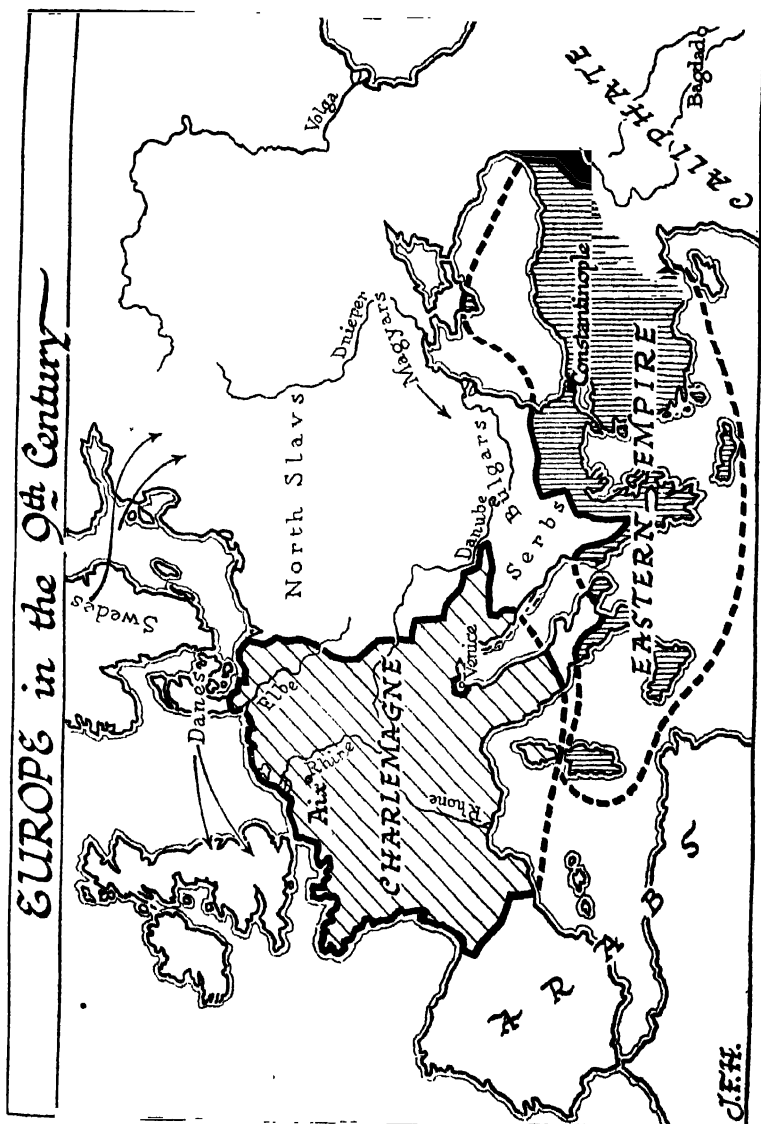 EUROPE in the 9th Century
Swedes
Danes
North Slavs
Volga
Dnieper
Magyars
Elbe
Rhine
Aix
CHARLEMAGNE
Rhone
Venice
Danube
Bulgars
Serbs
Constantinople
EASTERN EMPIRE
CALIPHATE
Bagdad
ARABS
J.F.H.